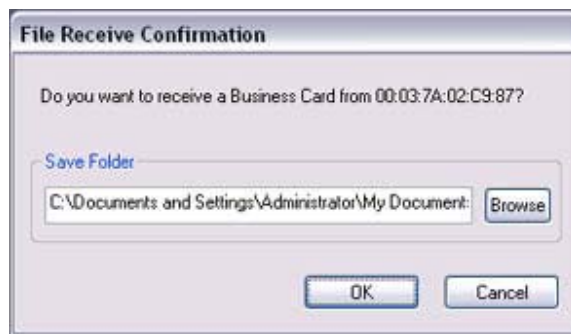 File Receive Confirmation
Do you want to receive a Business Card from 00:03:7A:02:C9:87?
Save Folder
C:\Documents and Settings\Administrator\My Document:
Browse
OK
Cancel